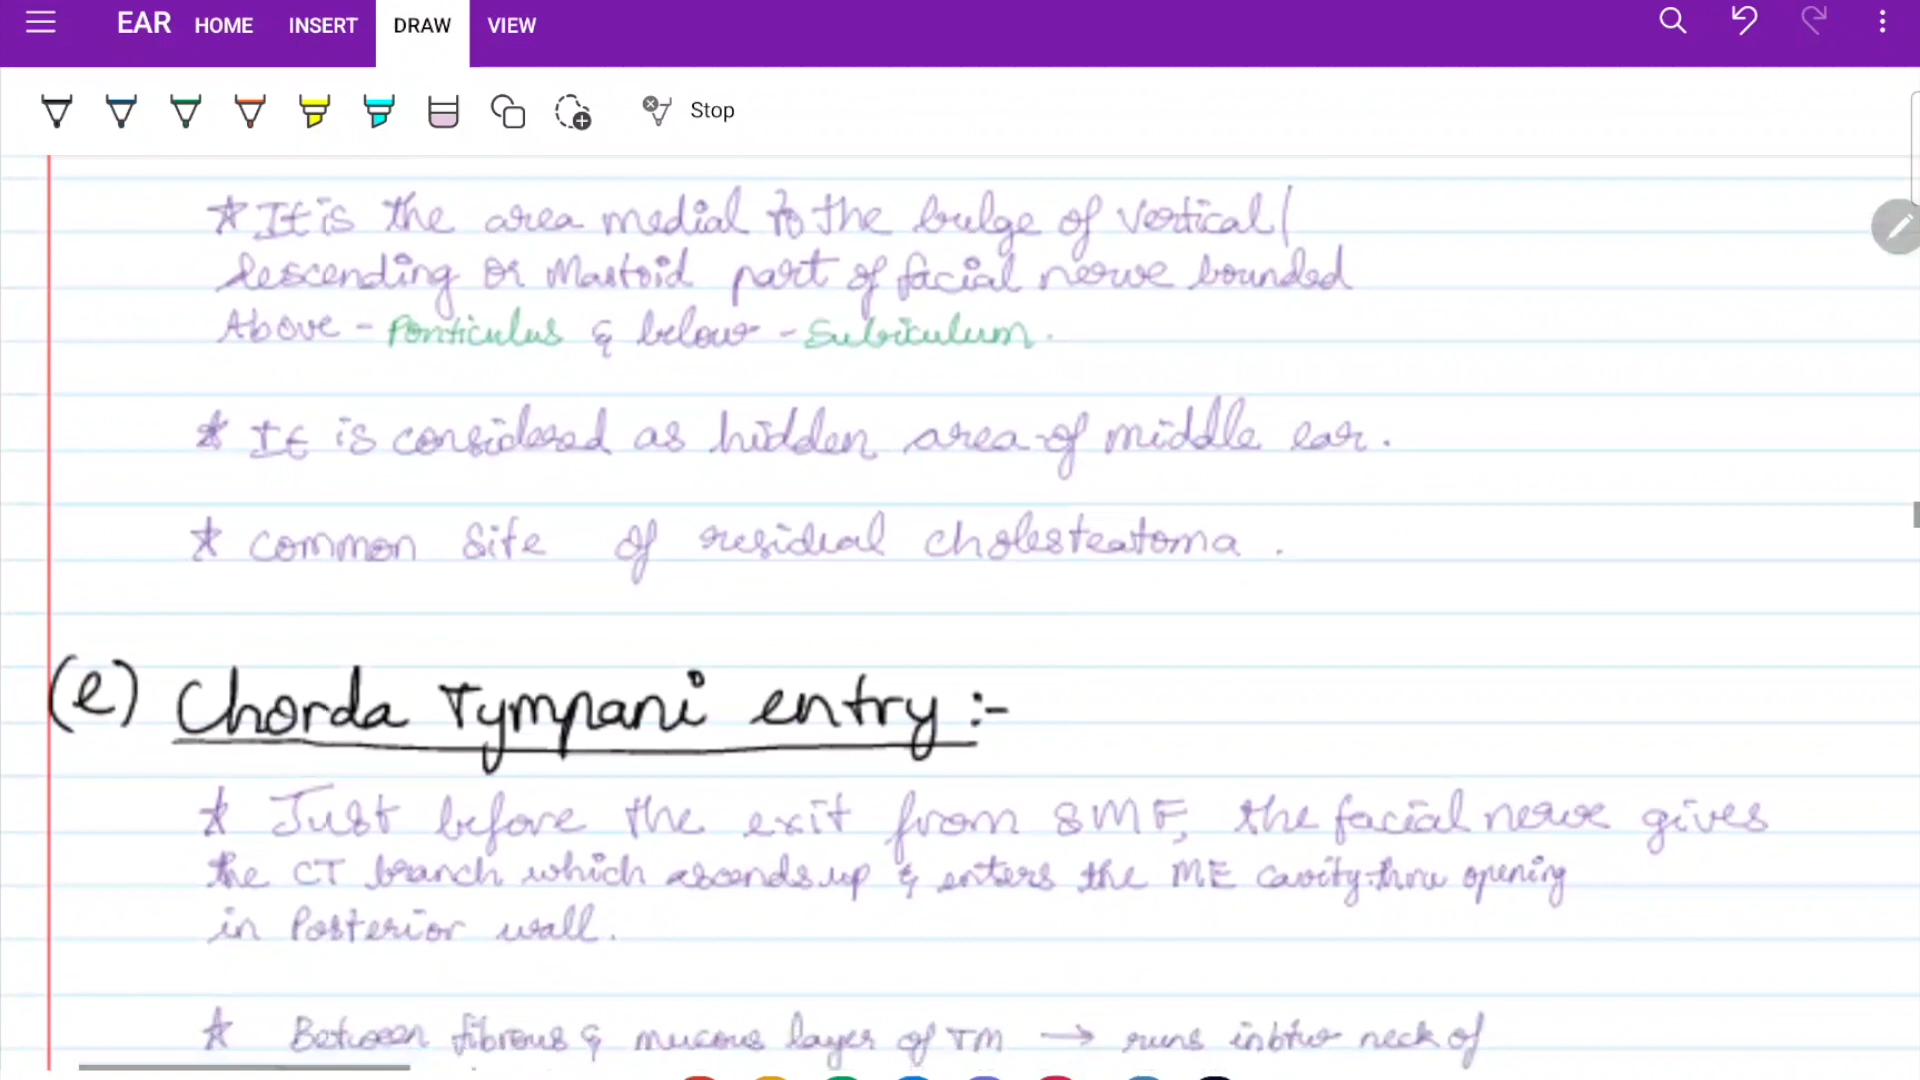 EAR HOME INSERT DRAW VIEW
Stop
* It is the area medial to the bulge of vertical/
descending or Mastoid part of facial nerve bounded
Above - Ponticulus & below - Subiculum.
* It is considered as hidden area of middle ear.
* common site of residual cholesteatoma.
(e) Chorda Tympani entry :-
* Just before the exit from SMF, the facial nerve gives
the CT branch which ascends up & enters the ME cavity thru opening
in Posterior wall.
* Between fibrous & mucous layer of TM → runs inbtw neck of